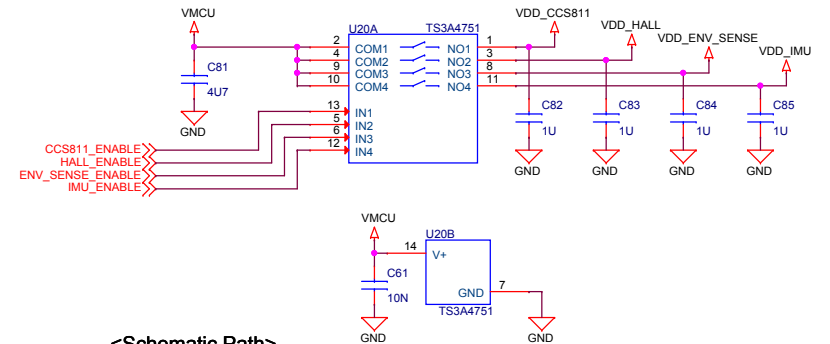 VMCU
VDD_CCS811
VDD_HALL
VDD_ENV_SENSE
VDD_IMU
U20A TS3A4751
2 COM1 NO1 1
4 COM2 NO2 3
9 COM3 NO3 8
10 COM4 NO4 11
C81
4U7
GND
13 IN1
5 IN2
6 IN3
12 IN4
CCS811_ENABLE
HALL_ENABLE
ENV_SENSE_ENABLE
IMU_ENABLE
C82 C83 C84 C85
1U 1U 1U 1U
GND GND GND GND
VMCU
U20B
14 V+
C61
10N
GND 7
TS3A4751
GND GND
<Schematic Path>